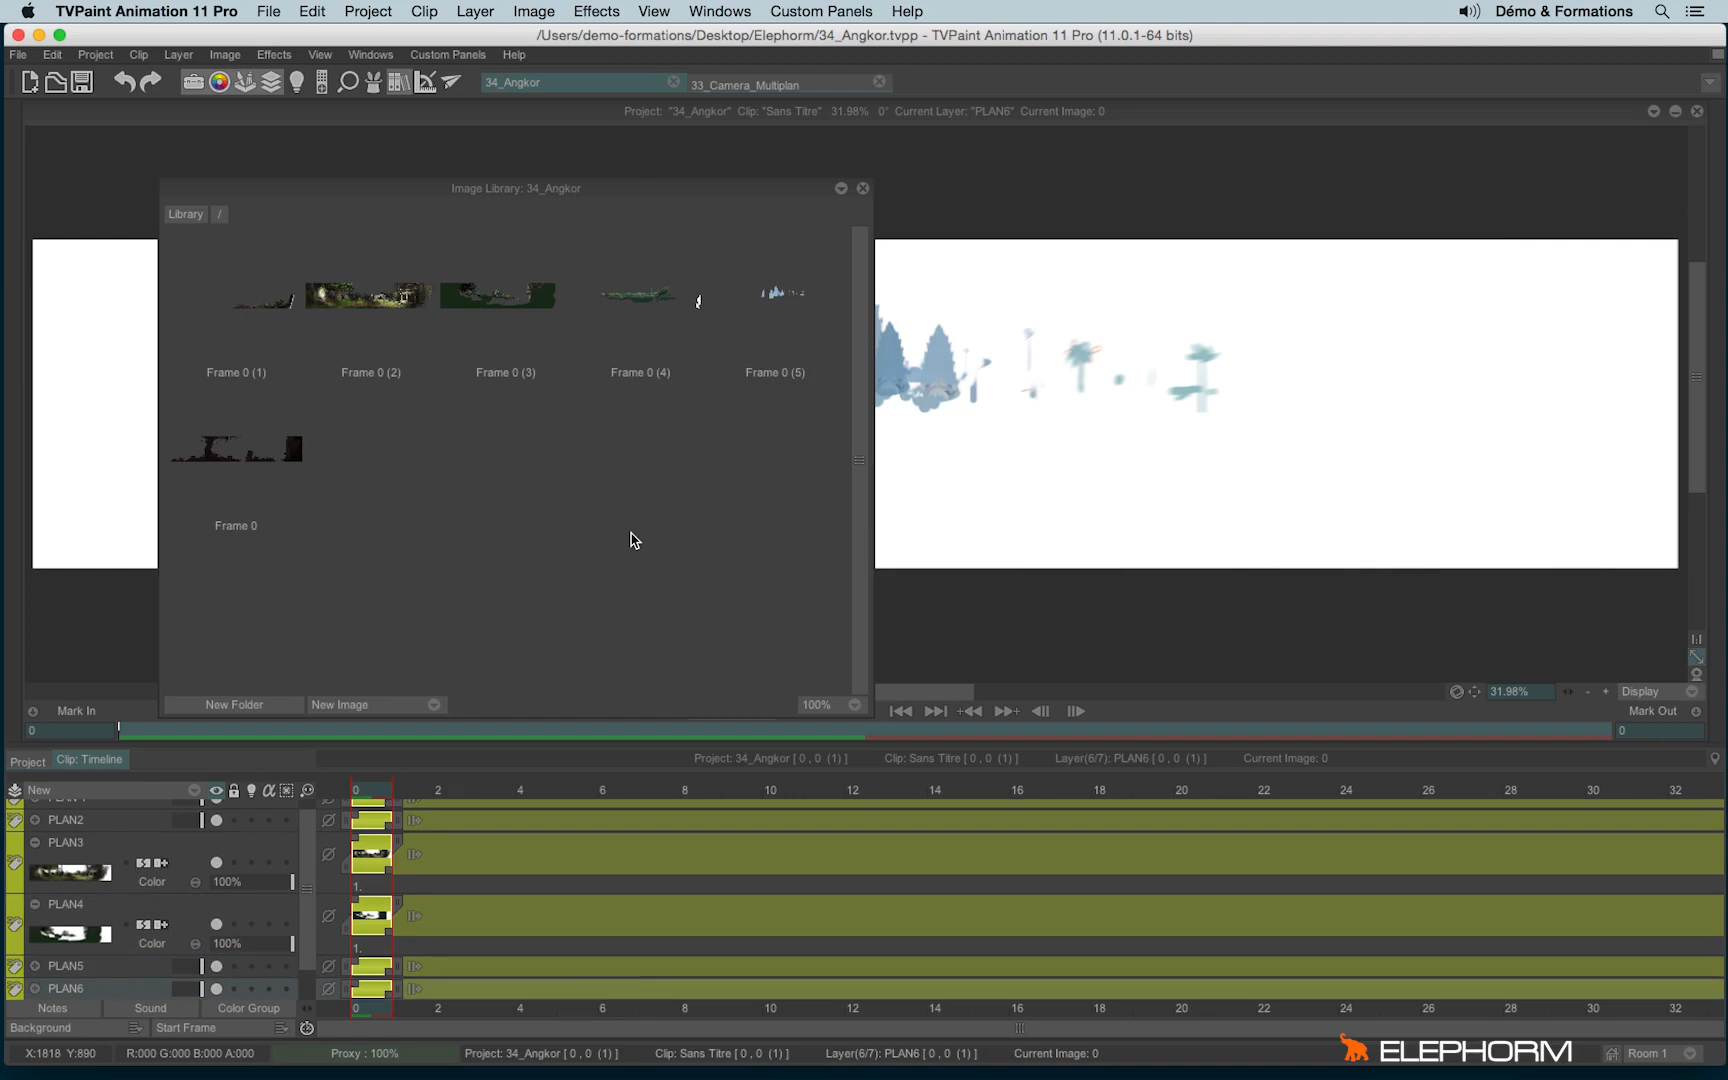 TVPaint Animation 11 Pro File Edit Project Clip Layer Image Effects View Windows Custom Panels Help Démo & Formations
/Users/demo-formations/Desktop/Elephorm/34_Angkor.tvpp - TVPaint Animation 11 Pro (11.0.1-64 bits)
File Edit Project Clip Layer Image Effects View Windows Custom Panels Help
34_Angkor 33_Camera_Multiplan
Project: "34_Angkor" Clip: "Sans Titre" 31.98% 0° Current Layer: "PLAN6" Current Image: 0
Image Library: 34_Angkor
Library /
Frame 0 (1) Frame 0 (2) Frame 0 (3) Frame 0 (4) Frame 0 (5)
Frame 0
New Folder New Image 100%
31.98% - + Display
Mark In Mark Out
0 0
Project Clip: Timeline Project: 34_Angkor [ 0 , 0 (1) ] Clip: Sans Titre [ 0 , 0 (1) ] Layer(6/7): PLAN6 [ 0 , 0 (1) ] Current Image: 0
New 0 2 4 6 8 10 12 14 16 18 20 22 24 26 28 30 32
PLAN2
PLAN3
Color 100%
1.
PLAN4
Color 100%
1.
PLAN5
PLAN6
Notes Sound Color Group 0 2 4 6 8 10 12 14 16 18 20 22 24 26 28 30 32
Background Start Frame
X:1818 Y:890 R:000 G:000 B:000 A:000 Proxy : 100% Project: 34_Angkor [ 0 , 0 (1) ] Clip: Sans Titre [ 0 , 0 (1) ] Layer(6/7): PLAN6 [ 0 , 0 (1) ] Current Image: 0 ELEPHORM Room 1